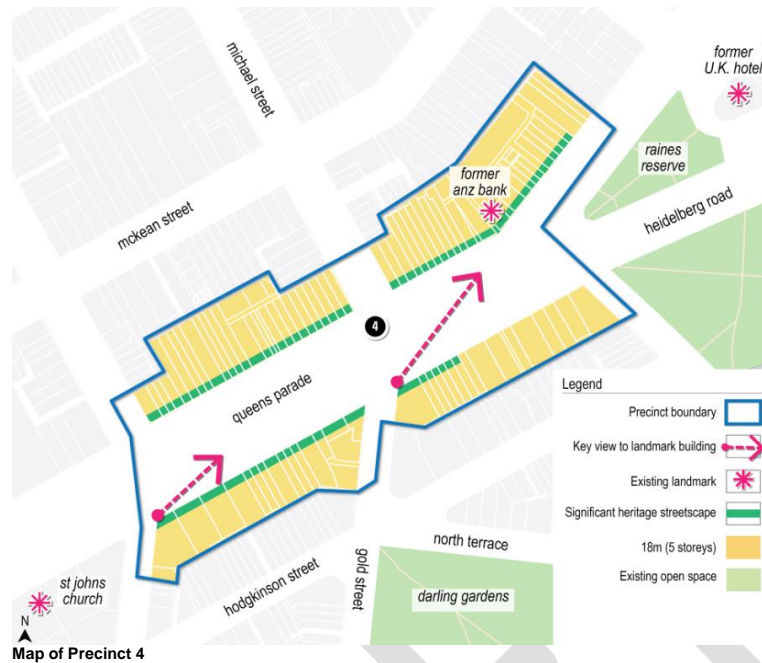 former
U.K. hotel
michael street
raines
reserve
former
anz bank
heidelberg road
mckean street
4
queens parade
Legend
Precinct boundary
Key view to landmark building
Existing landmark
Significant heritage streetscape
18m (5 storeys)
Existing open space
north terrace
hodgkinson street
gold street
darling gardens
st johns
church
N
Map of Precinct 4